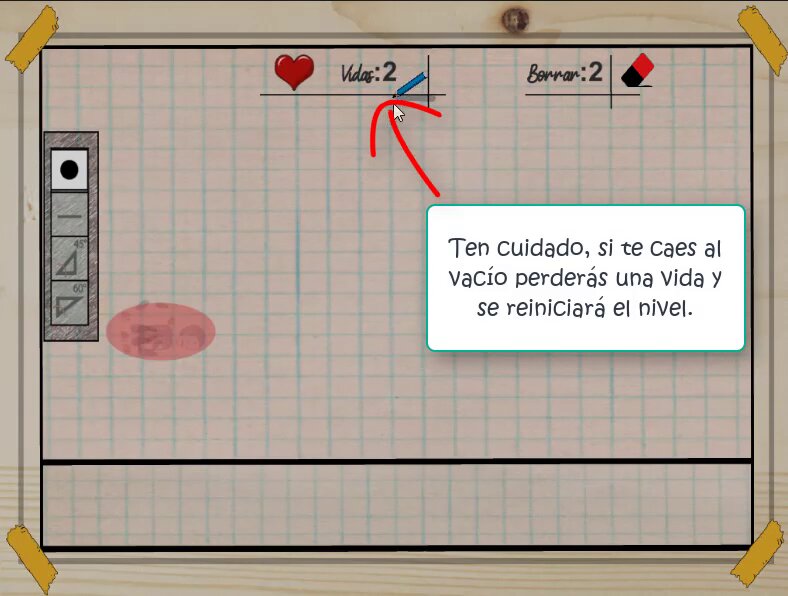 Vidas:2
Borrar:2
45°
60°
Ten cuidado, si te caes al
vacío perderás una vida y
se reiniciará el nivel.